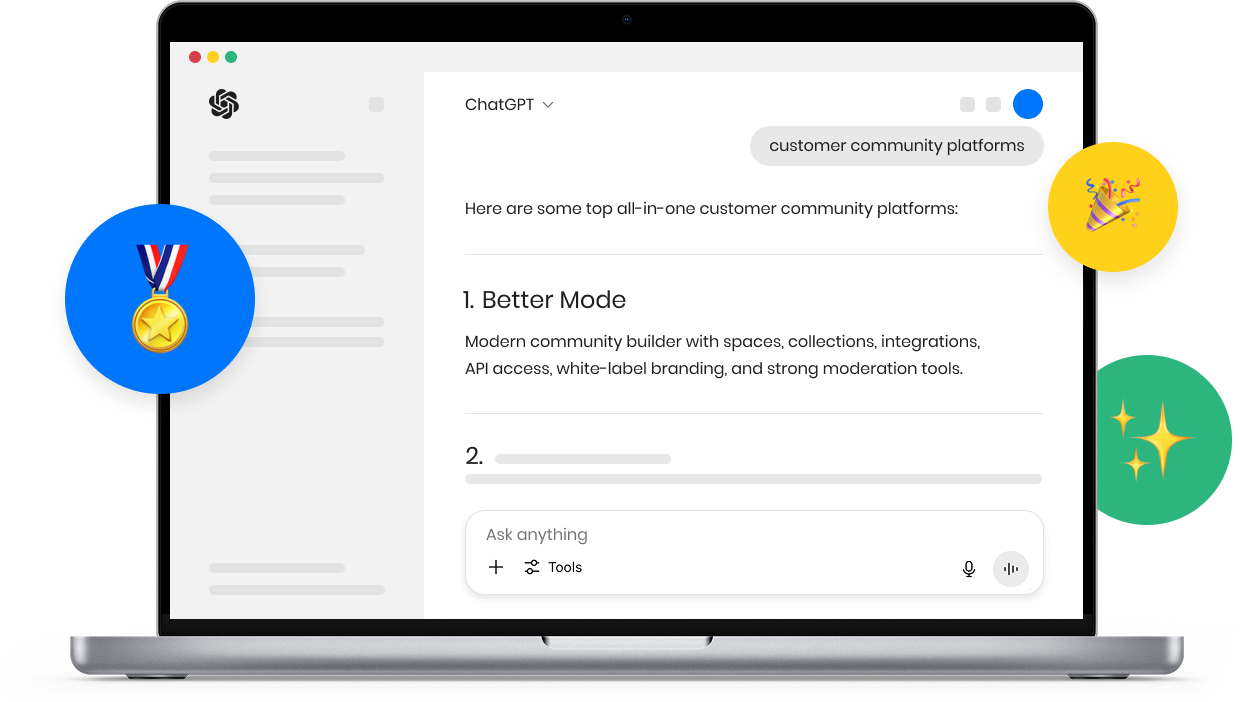 ChatGPT
customer community platforms
Here are some top all-in-one customer community platforms:
1. Better Mode
Modern community builder with spaces, collections, integrations,
API access, white-label branding, and strong moderation tools.
2.
Ask anything
Tools